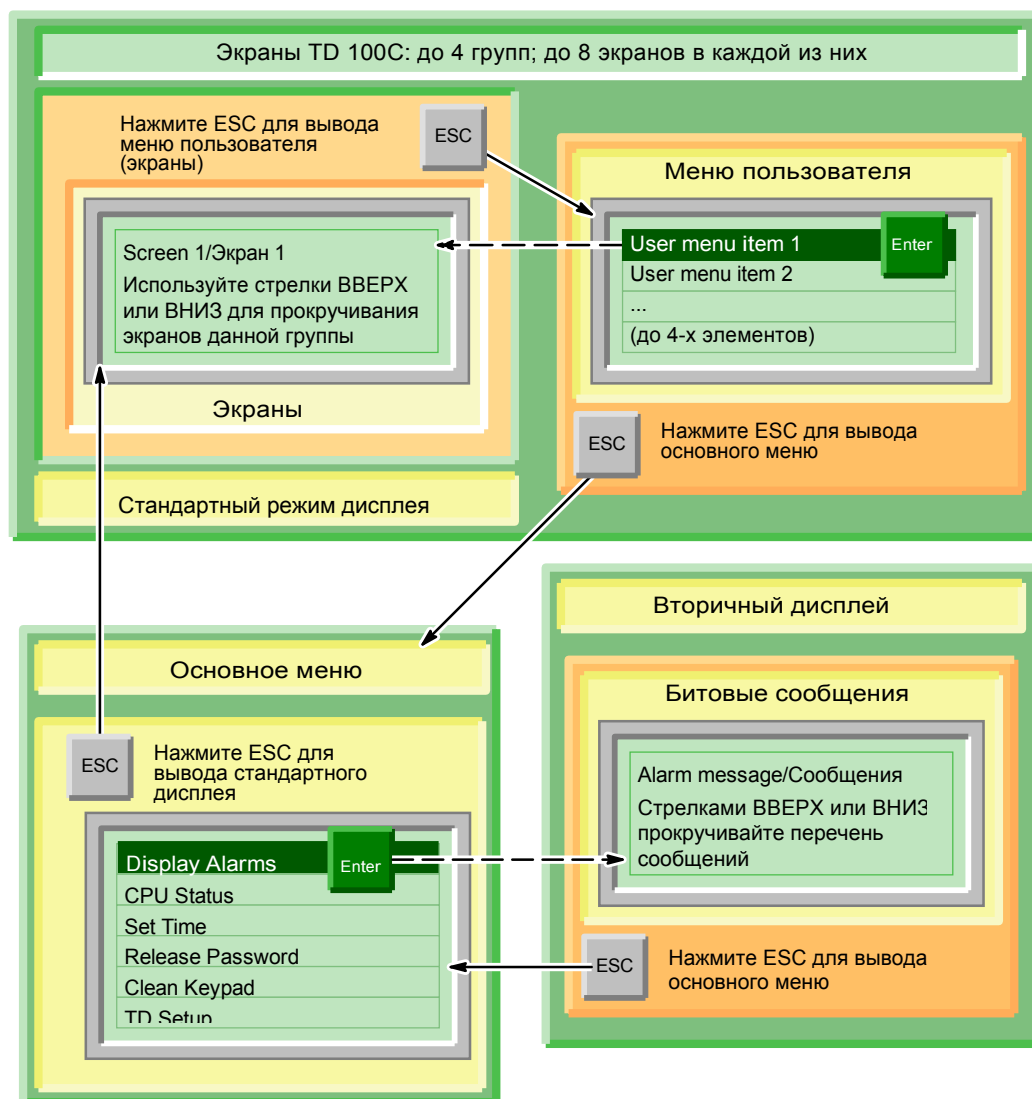 Экраны TD 100C: до 4 групп; до 8 экранов в каждой из них
Нажмите ESC для вывода
меню пользователя
(экраны)
ESC
Screen 1/Экран 1
Используйте стрелки ВВЕРХ
или ВНИЗ для прокручивания
экранов данной группы
Экраны
Стандартный режим дисплея
Меню пользователя
User menu item 1
Enter
User menu item 2
...
(до 4-х элементов)
ESC
Нажмите ESC для вывода
основного меню
Основное меню
ESC
Нажмите ESC для
вывода стандартного
дисплея
Display Alarms
Enter
CPU Status
Set Time
Release Password
Clean Keypad
TD Setup
Вторичный дисплей
Битовые сообщения
Alarm message/Сообщения
Стрелками ВВЕРХ или ВНИЗ
прокручивайте перечень
сообщений
ESC
Нажмите ESC для вывода
основного меню